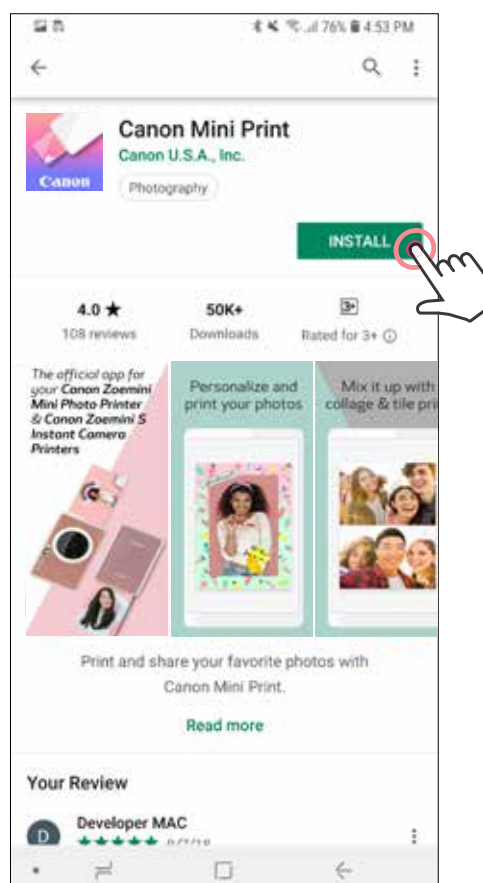 76% 4:53 PM
Canon Mini Print
Canon U.S.A., Inc.
Canon
Photography
INSTALL
4.0 ★ 50K+ 3+
108 reviews Downloads Rated for 3+
The official app for
your Canon Zoemini
Mini Photo Printer
& Canon Zoemini S
Instant Camera
Printers
Personalize and
print your photos
Mix it up with
collage & tile pri
Print and share your favorite photos with
Canon Mini Print.
Read more
Your Review
D
Developer MAC